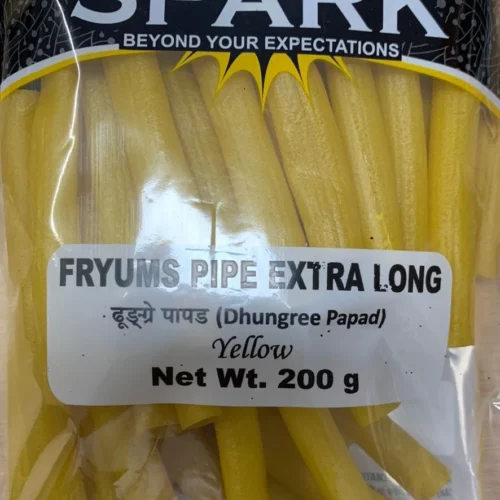 SPARK
BEYOND YOUR EXPECTATIONS
FRYUMS PIPE EXTRA LONG
ढूङ्ग्रे पापड (Dhungree Papad)
Yellow
Net Wt. 200 g